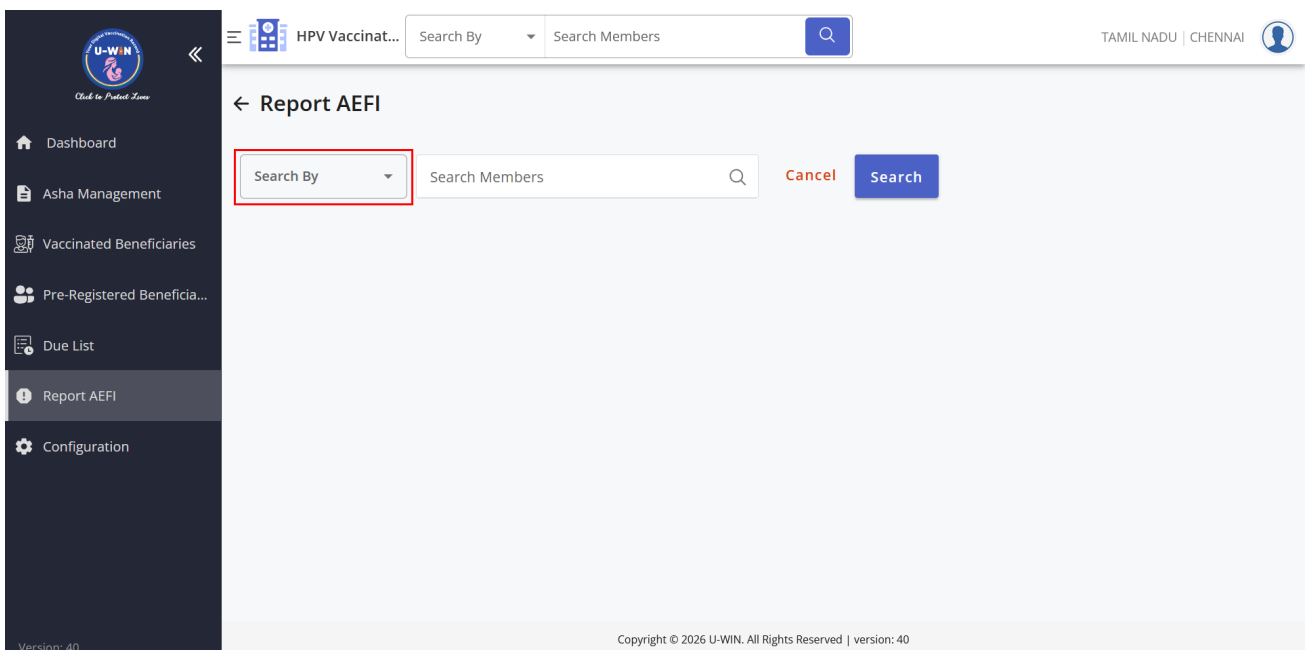 U-WIN
Click to Protect Lives
HPV Vaccinat...
Search By
Search Members
TAMIL NADU | CHENNAI
Dashboard
Asha Management
Vaccinated Beneficiaries
Pre-Registered Beneficia...
Due List
Report AEFI
Configuration
Version: 40
← Report AEFI
Search By
Search Members
Cancel
Search
Copyright © 2026 U-WIN. All Rights Reserved | version: 40